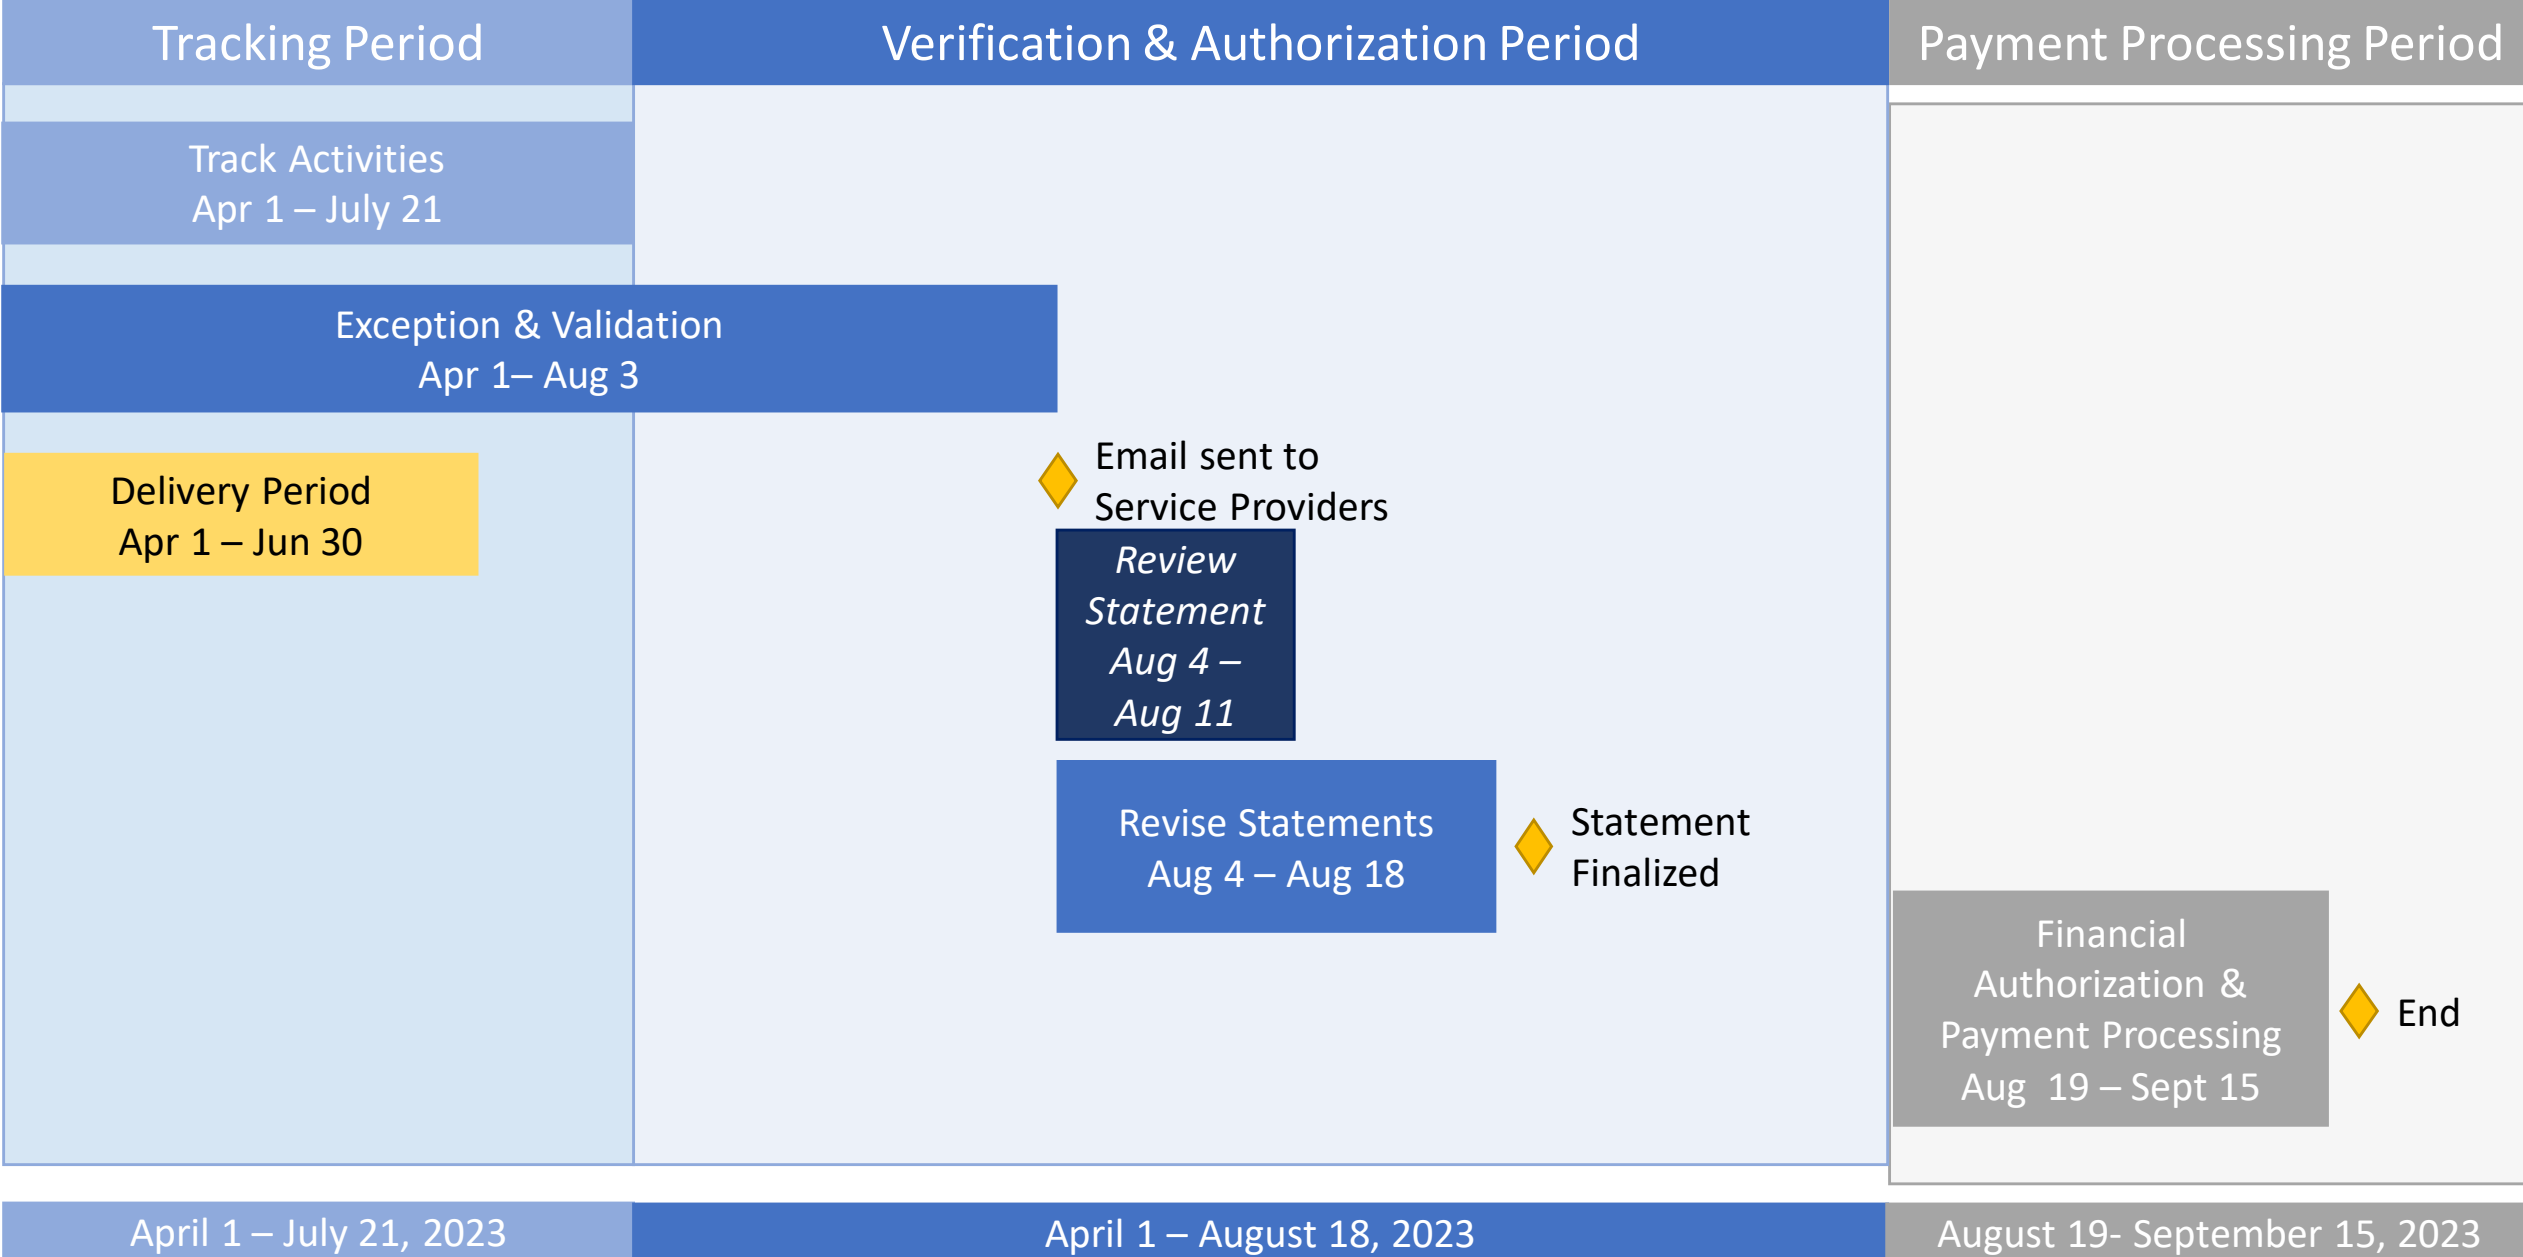 Tracking Period
Verification & Authorization Period
Payment Processing Period
Track Activities
Apr 1 – July 21
Exception & Validation
Apr 1– Aug 3
Delivery Period
Apr 1 – Jun 30
Email sent to
Service Providers
Review
Statement
Aug 4 –
Aug 11
Revise Statements
Aug 4 – Aug 18
Statement
Finalized
Financial
Authorization &
Payment Processing
Aug  19 – Sept 15
End
April 1 – July 21, 2023
April 1 – August 18, 2023
August 19- September 15, 2023